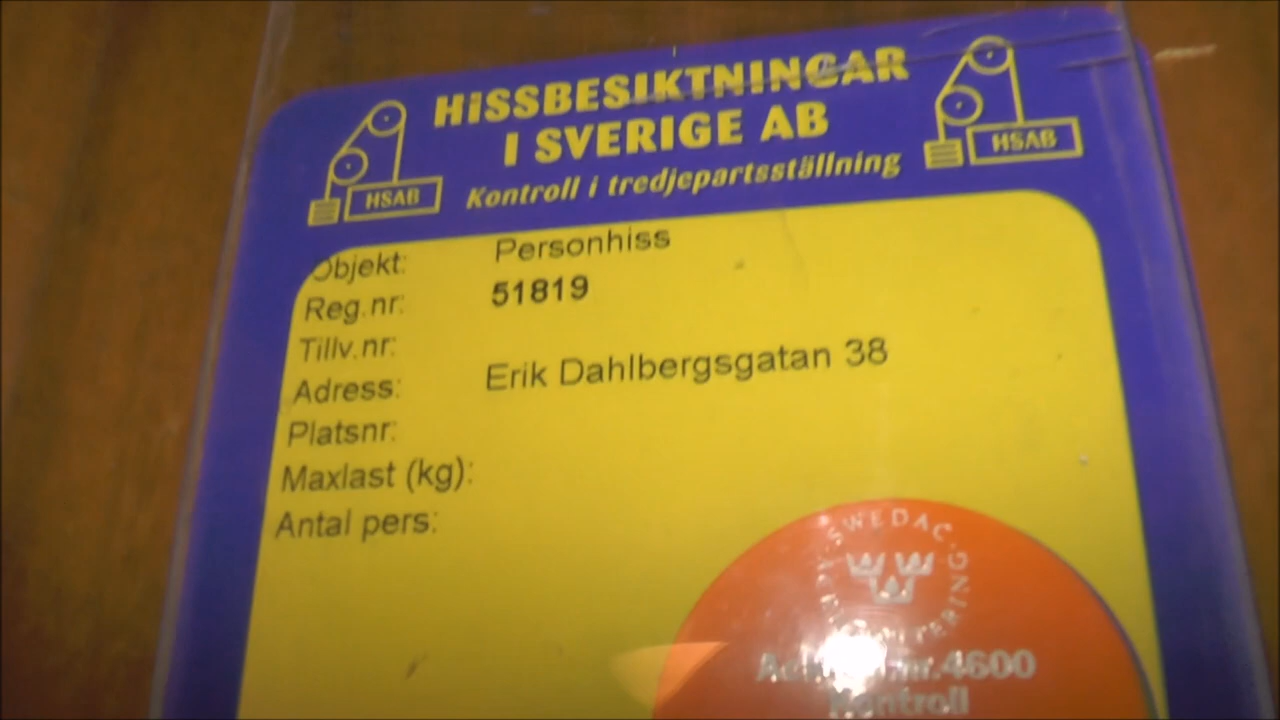 HISSBESIKTNINGAR
I SVERIGE AB
Kontroll i tredjepartsställning
HSAB
HSAB
Objekt: Personhiss
Reg.nr: 51819
Tillv.nr:
Adress: Erik Dahlbergsgatan 38
Platsnr:
Maxlast (kg):
Antal pers:
SWEDAC
4600
Kontroll